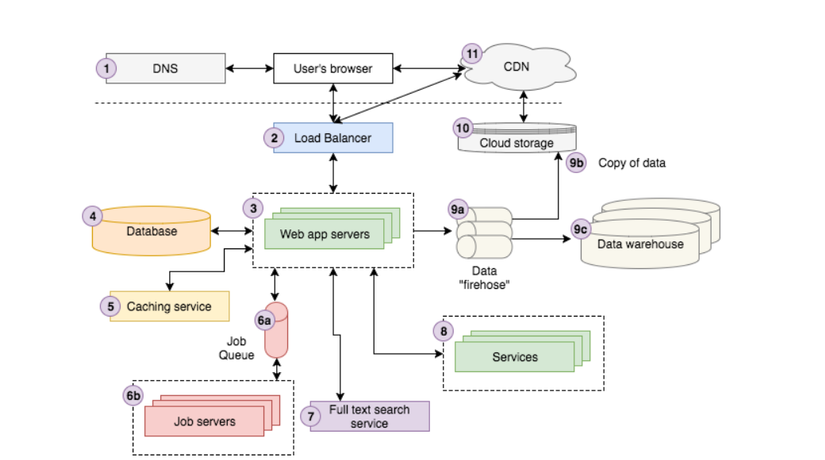 1
DNS
User's browser
11
CDN
2
Load Balancer
10
Cloud storage
9b
Copy of data
3
Web app servers
4
Database
9a
Data
"firehose"
9c
Data warehouse
5
Caching service
6a
Job
Queue
8
Services
6b
Job servers
7
Full text search
service